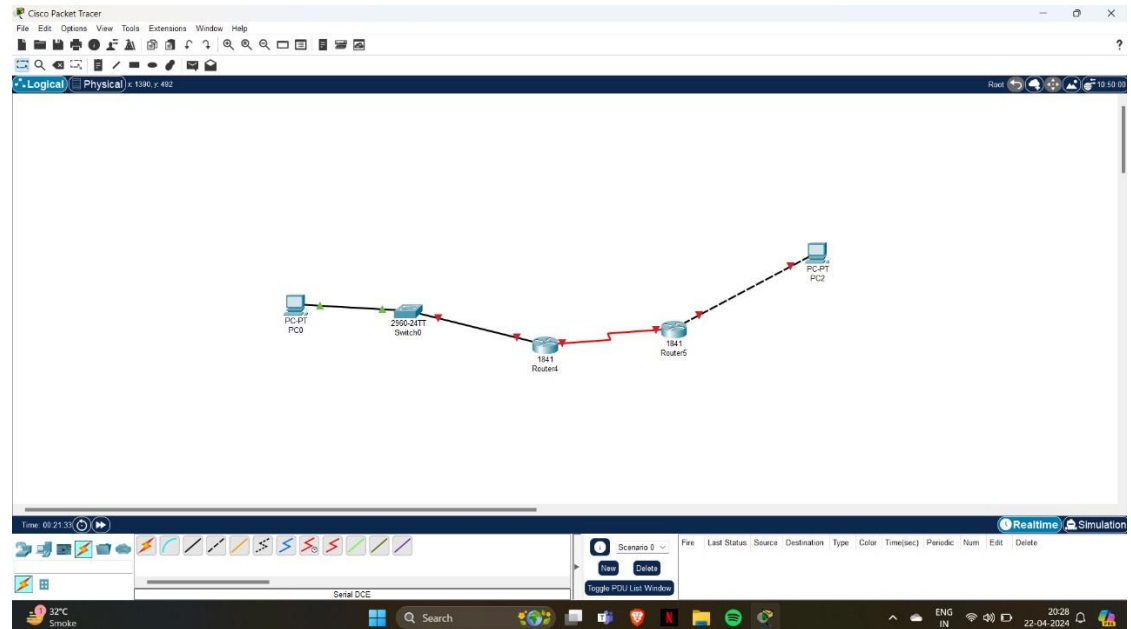 Cisco Packet Tracer
File Edit Options View Tools Extensions Window Help
?
Logical Physical x: 1390, y: 492 Root 10:50:00
PC-PT
PC2
PC-PT
PC0
2960-24TT
Switch0
1841
Router4
1841
Router5
Time: 00:21:33 Realtime Simulation
Scenario 0 Fire Last Status Source Destination Type Color Time(sec) Periodic Num Edit Delete
New Delete
Toggle PDU List Window
Serial DCE
32°C
Smoke
Search
ENG
IN
20:28
22-04-2024